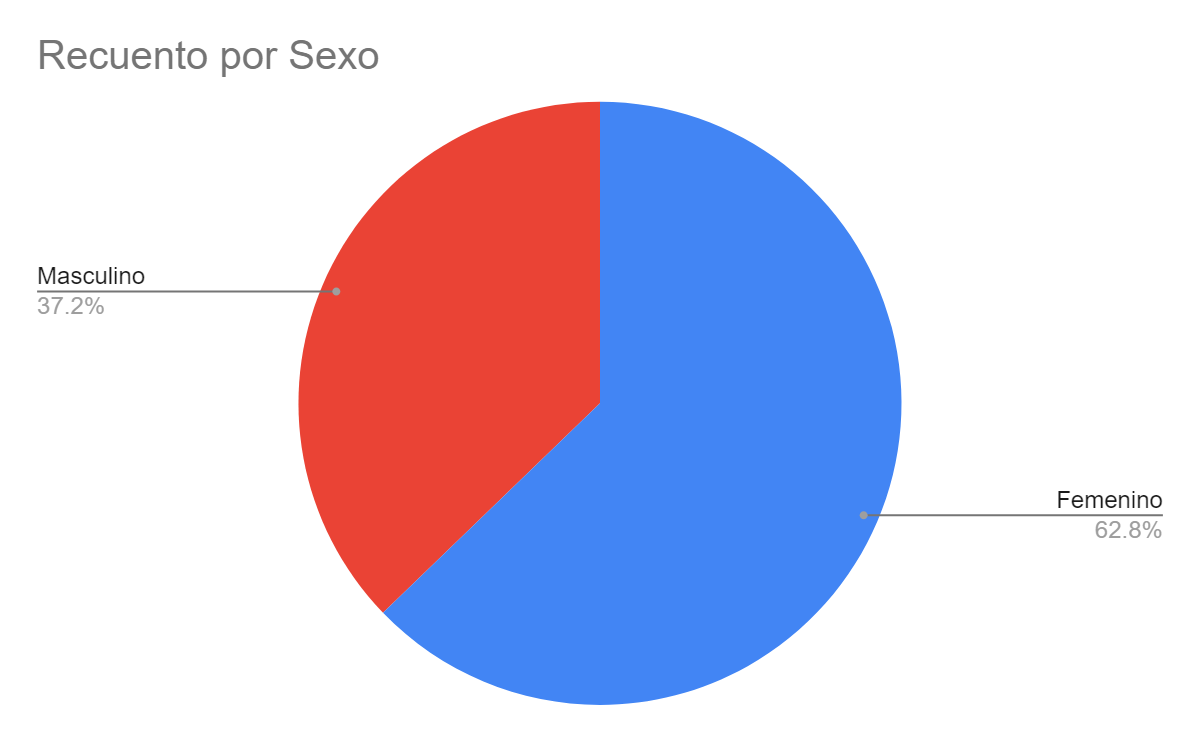 Recuento por Sexo
Masculino
37.2%
Femenino
62.8%